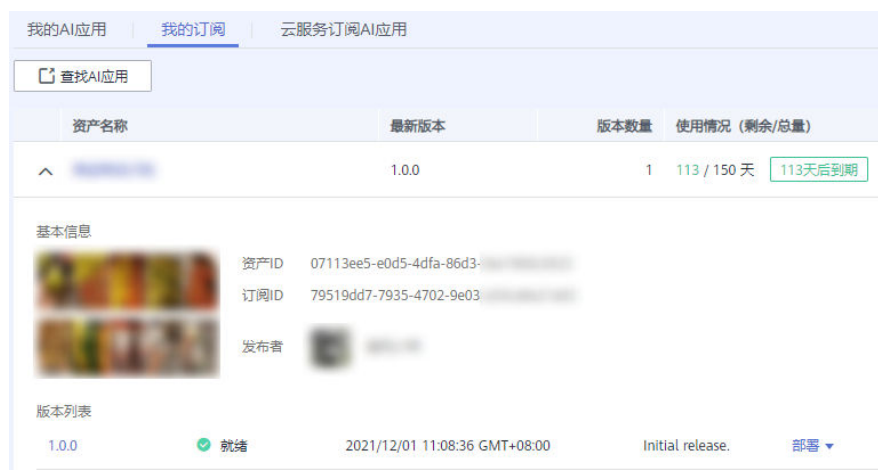 我的AI应用 我的订阅 云服务订阅AI应用
查找AI应用
资产名称 最新版本 版本数量 使用情况（剩余/总量）
1.0.0 1 113 / 150 天 113天后到期
基本信息
资产ID 07113ee5-e0d5-4dfa-86d3-
订阅ID 79519dd7-7935-4702-9e03
发布者
版本列表
1.0.0 就绪 2021/12/01 11:08:36 GMT+08:00 Initial release. 部署